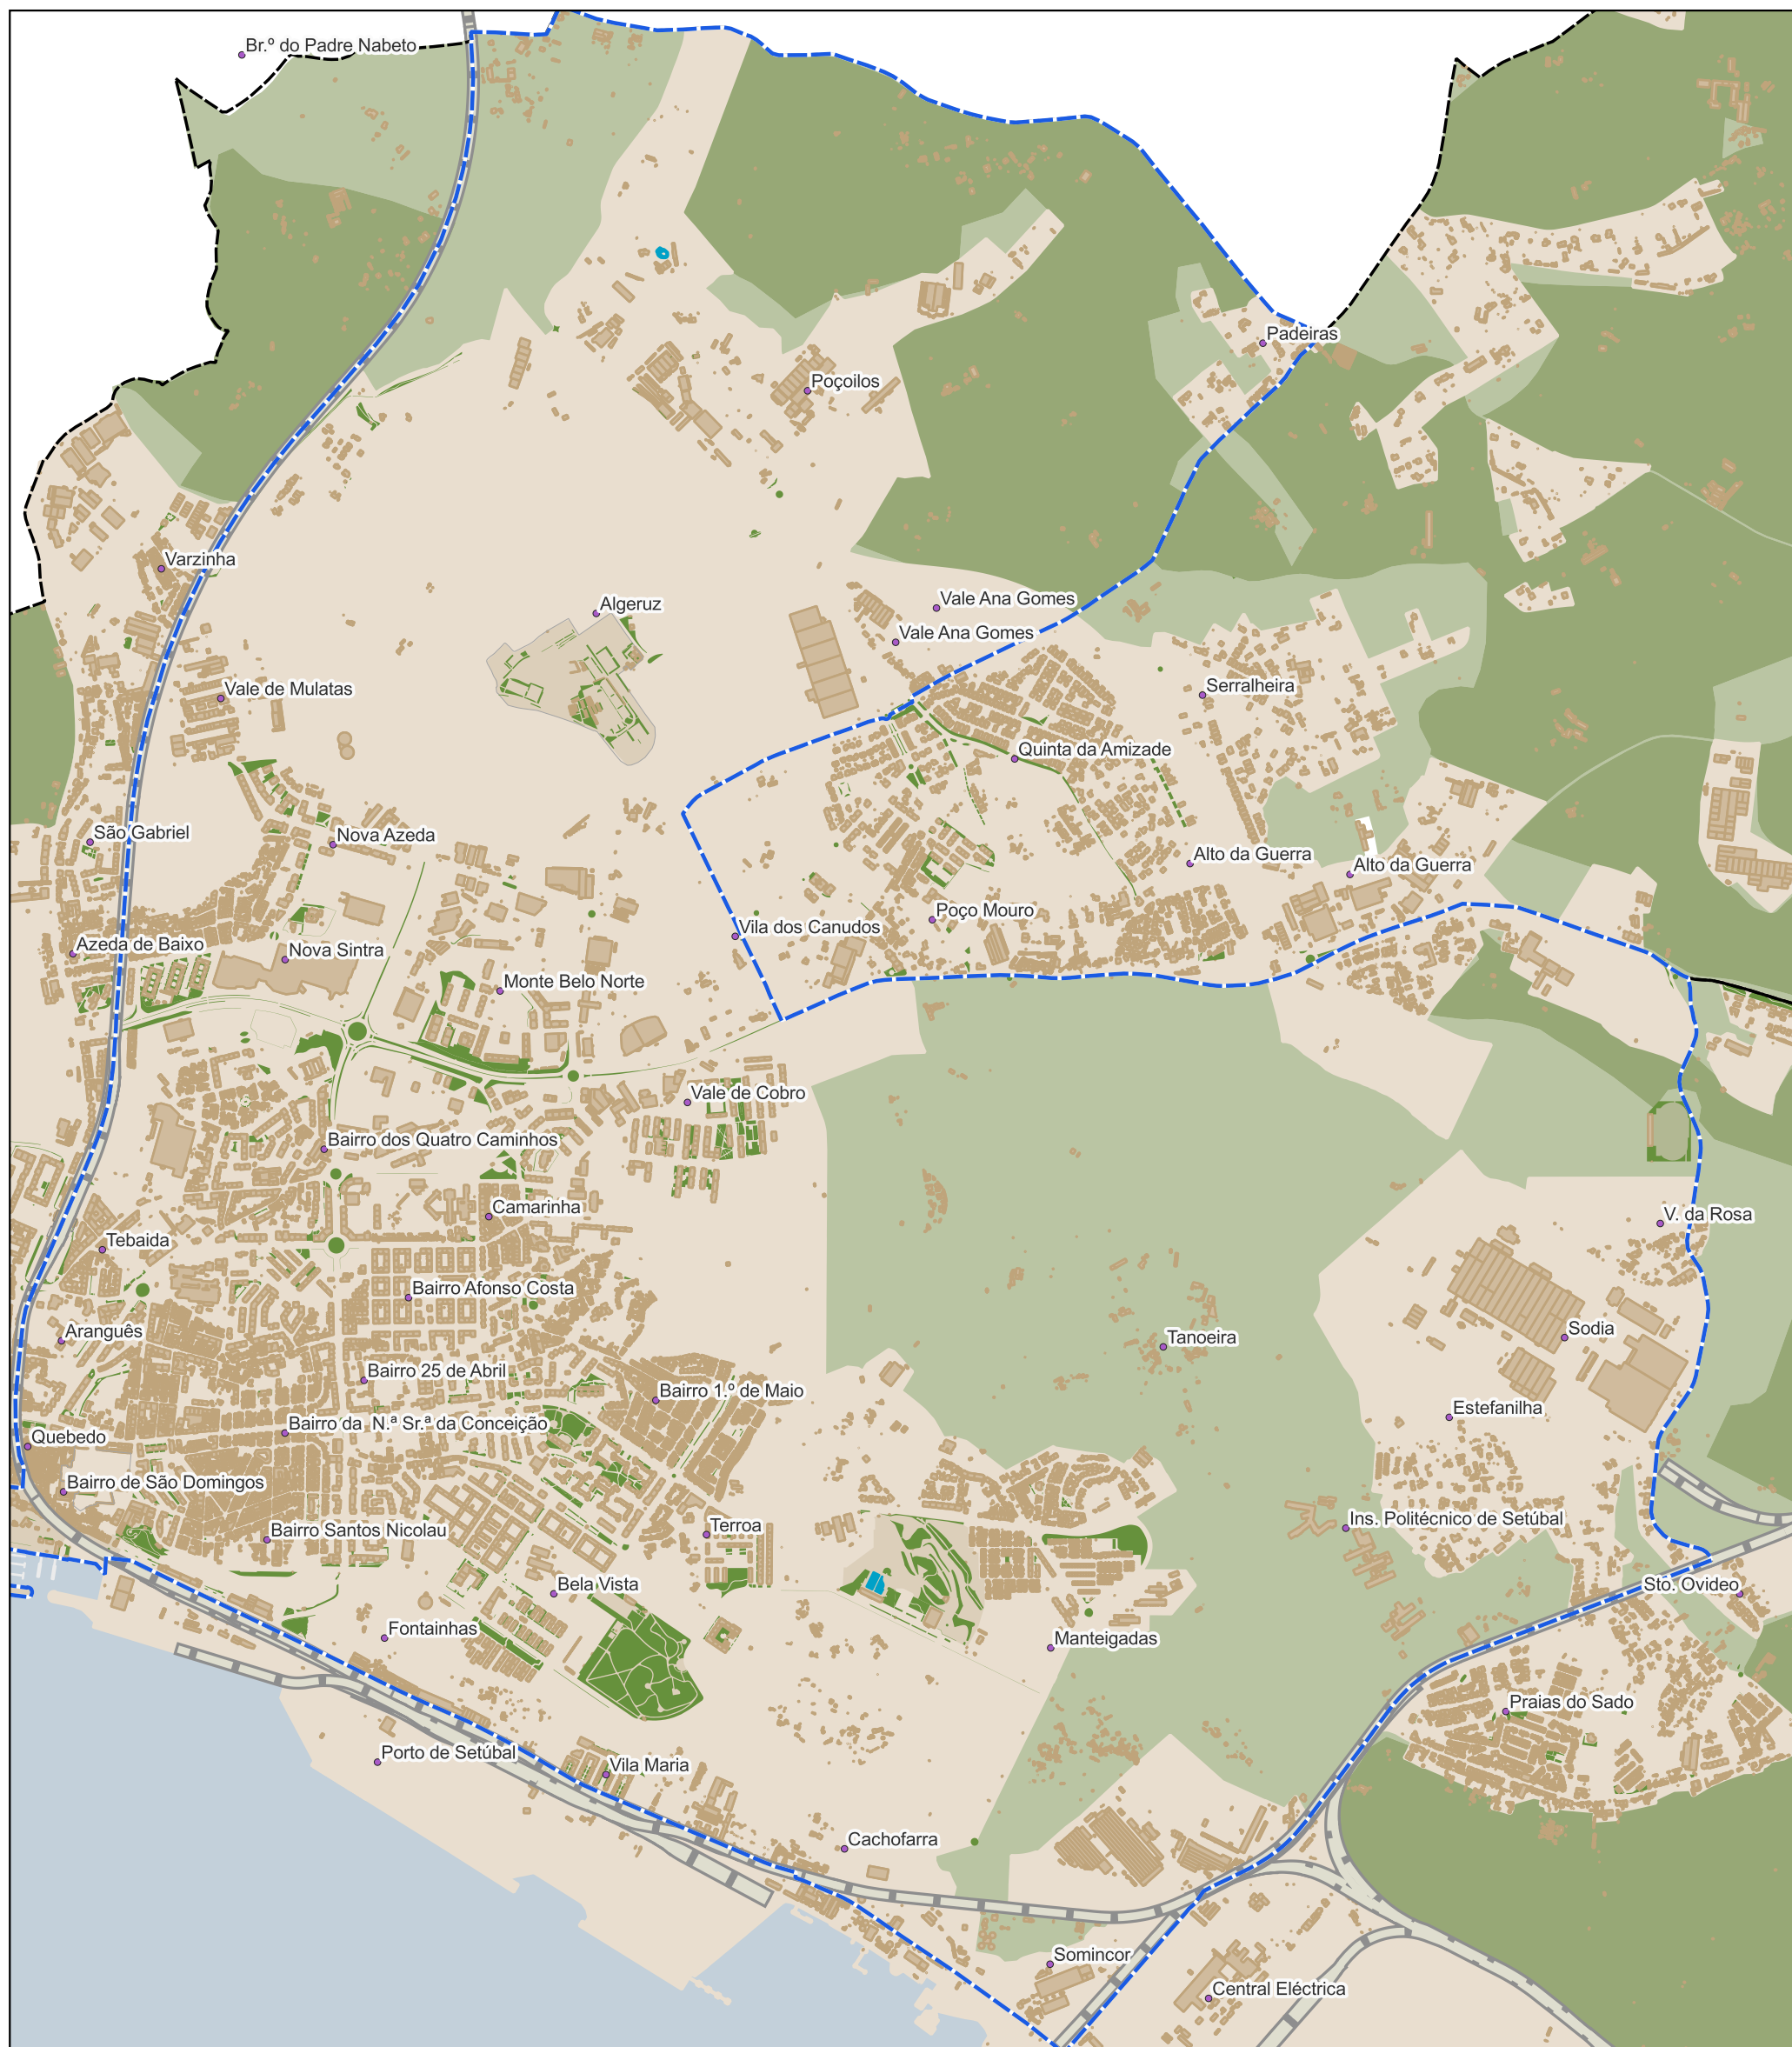 Br.º do Padre Nabeto
Padeiras
Poçoilos
Varzinha
Vale Ana Gomes
Algeruz
Vale Ana Gomes
Serralheira
Vale de Mulatas
Quinta da Amizade
São Gabriel
Nova Azeda
Alto da Guerra
Alto da Guerra
Poço Mouro
Vila dos Canudos
Azeda de Baixo
Nova Sintra
Monte Belo Norte
Vale de Cobro
Bairro dos Quatro Caminhos
Camarinha
V. da Rosa
Tebaida
Bairro Afonso Costa
Sodia
Aranguês
Tanoeira
Bairro 25 de Abril
Bairro 1.º de Maio
Estefanilha
Bairro da N.ª Sr.ª da Conceição
Quebedo
Bairro de São Domingos
Ins. Politécnico de Setúbal
Terroa
Bairro Santos Nicolau
Bela Vista
Sto. Ovideo
Fontainhas
Manteigadas
Praias do Sado
Porto de Setúbal
Vila Maria
Cachofarra
Somincor
Central Eléctrica